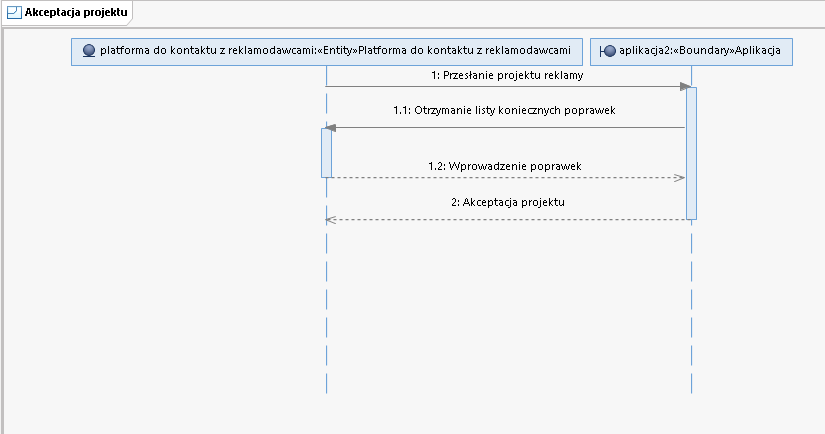 Akceptacja projektu
platforma do kontaktu z reklamodawcami:«Entity»Platforma do kontaktu z reklamodawcami
aplikacja2:«Boundary»Aplikacja
1: Przesłanie projektu reklamy
1.1: Otrzymanie listy koniecznych poprawek
1.2: Wprowadzenie poprawek
2: Akceptacja projektu